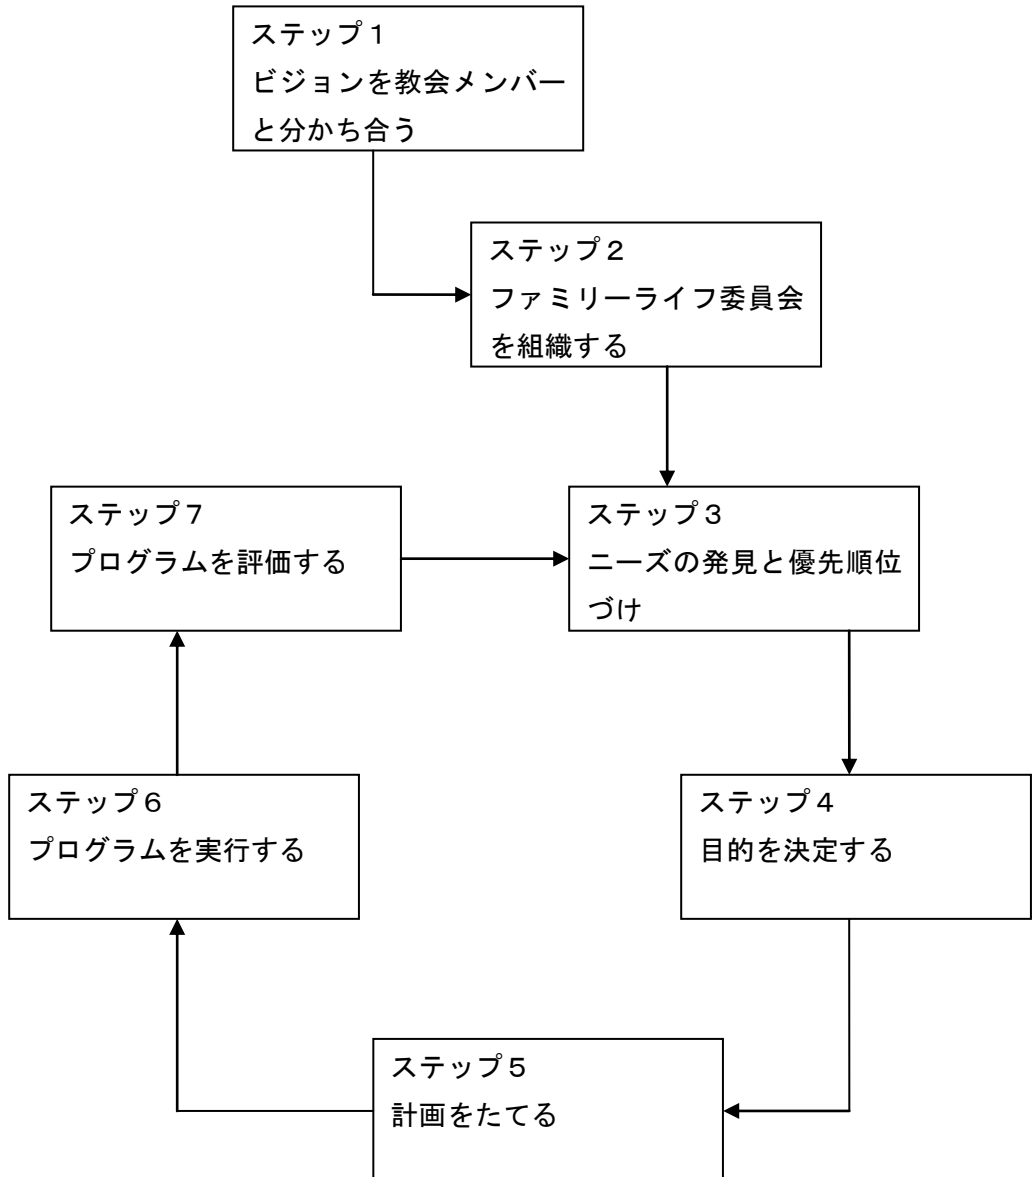 ステップ１
ビジョンを教会メンバー
と分かち合う
ステップ２
ファミリーライフ委員会
を組織する
ステップ７
プログラムを評価する
ステップ３
ニーズの発見と優先順位
づけ
ステップ６
プログラムを実行する
ステップ４
目的を決定する
ステップ５
計画をたてる